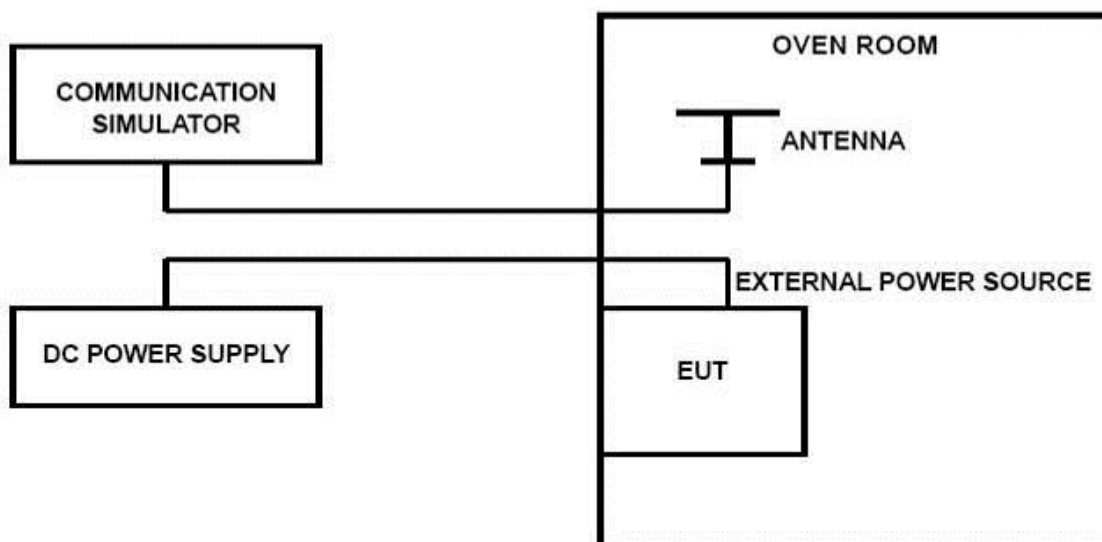 COMMUNICATION
SIMULATOR
OVEN ROOM
ANTENNA
EXTERNAL POWER SOURCE
DC POWER SUPPLY
EUT